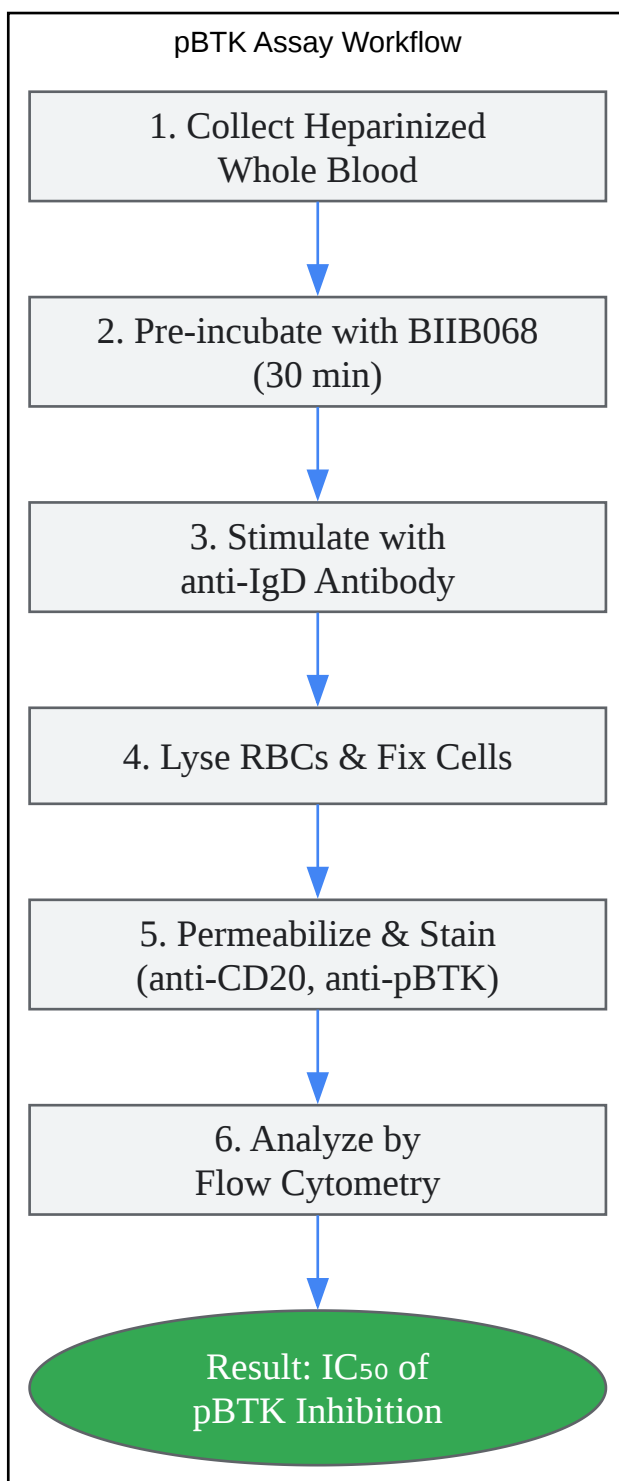 pBTK Assay Workflow
1. Collect Heparinized
Whole Blood
2. Pre-incubate with BIIB068
(30 min)
3. Stimulate with
anti-IgD Antibody
4. Lyse RBCs & Fix Cells
5. Permeabilize & Stain
(anti-CD20, anti-pBTK)
6. Analyze by
Flow Cytometry
Result: IC₅₀ of
pBTK Inhibition